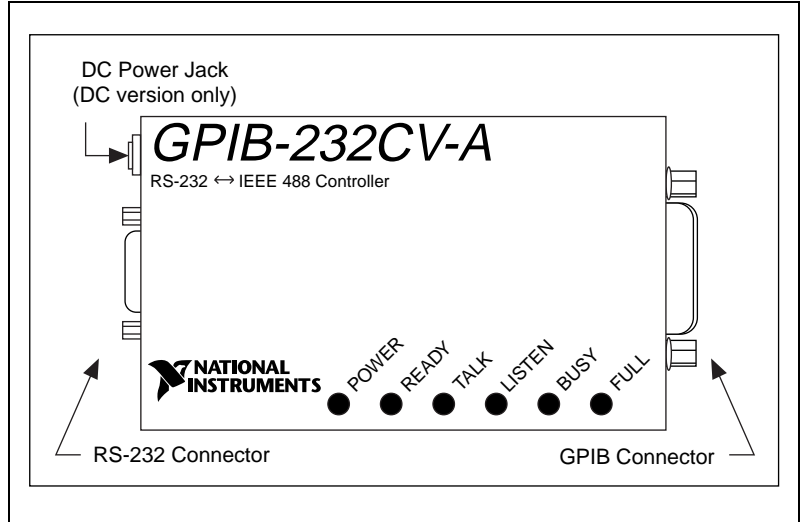 DC Power Jack
(DC version only)
GPIB-232CV-A
RS-232 ↔ IEEE 488 Controller
NATIONAL
INSTRUMENTS
POWER
READY
TALK
LISTEN
BUSY
FULL
RS-232 Connector
GPIB Connector